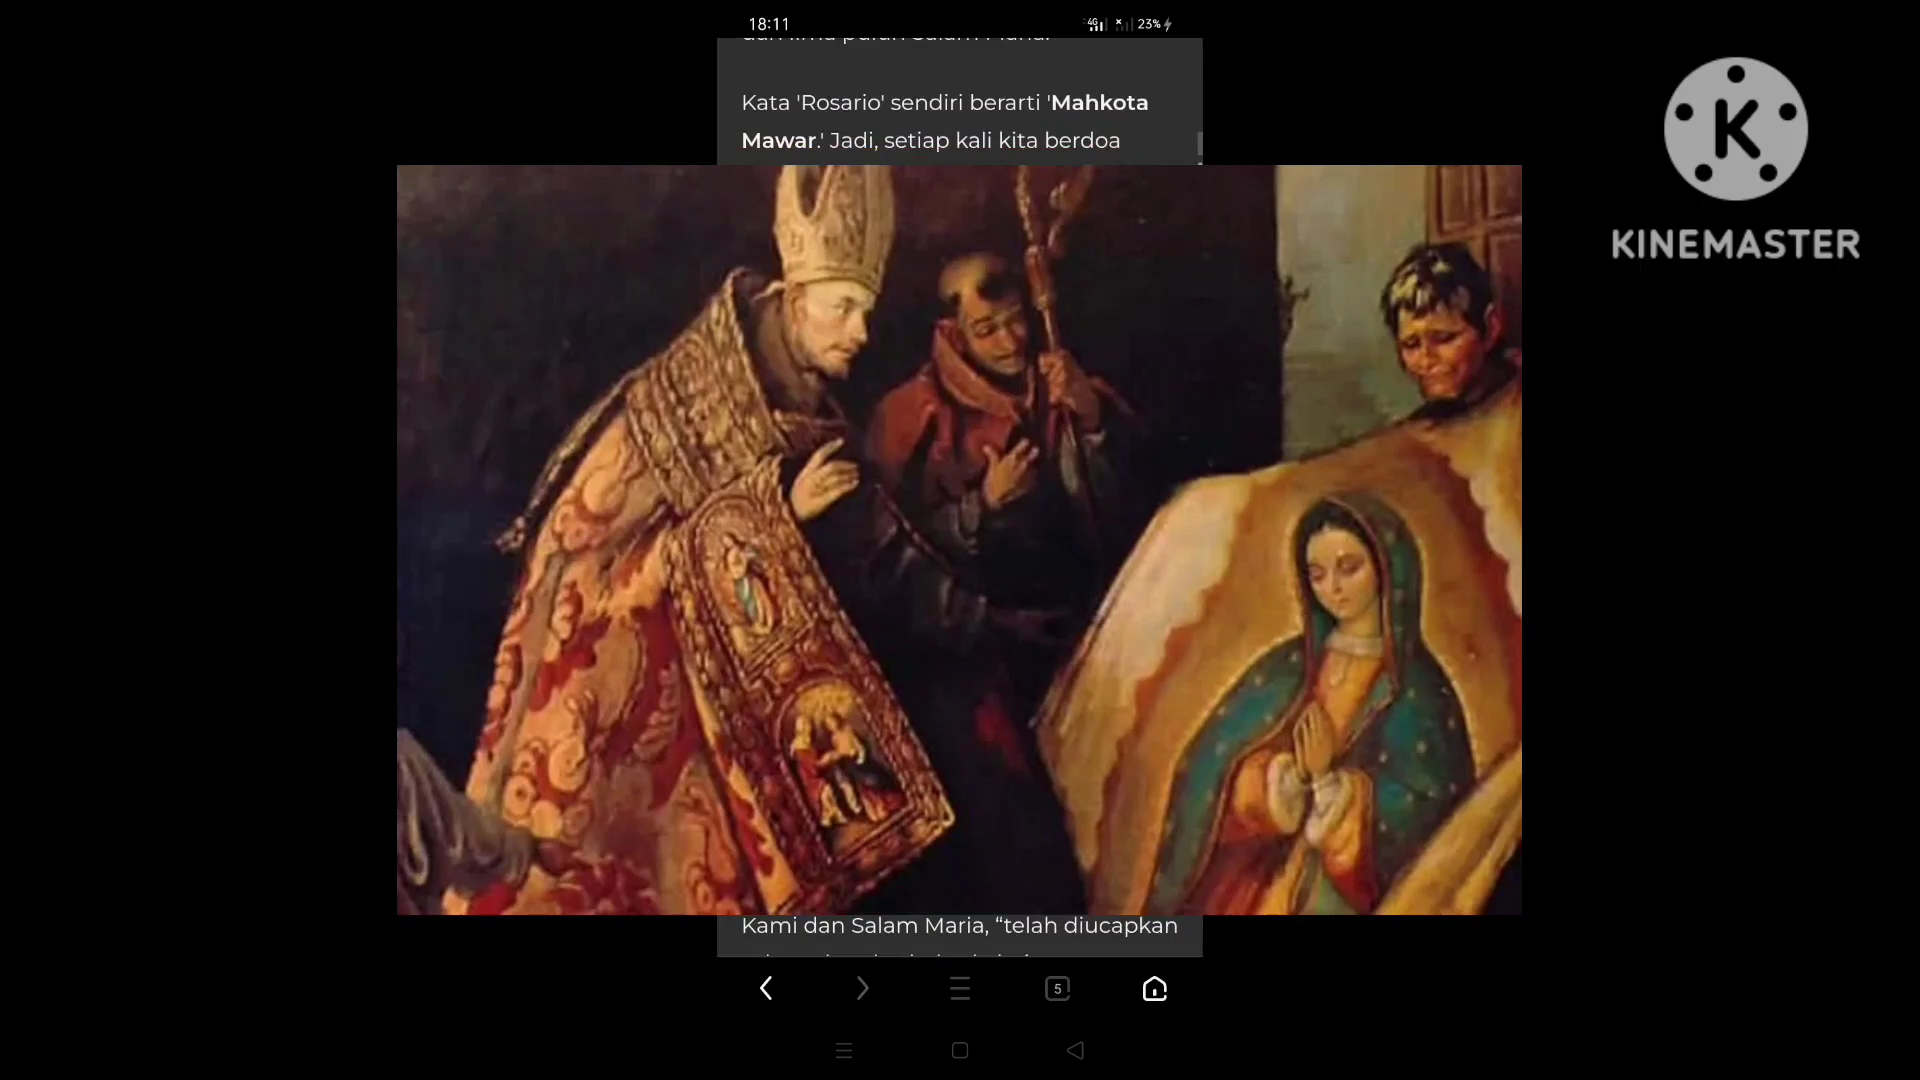 18:11
4G
23%
Kata 'Rosario' sendiri berarti 'Mahkota
Mawar.' Jadi, setiap kali kita berdoa
K
KINEMASTER
Kami dan Salam Maria, “telah diucapkan
5